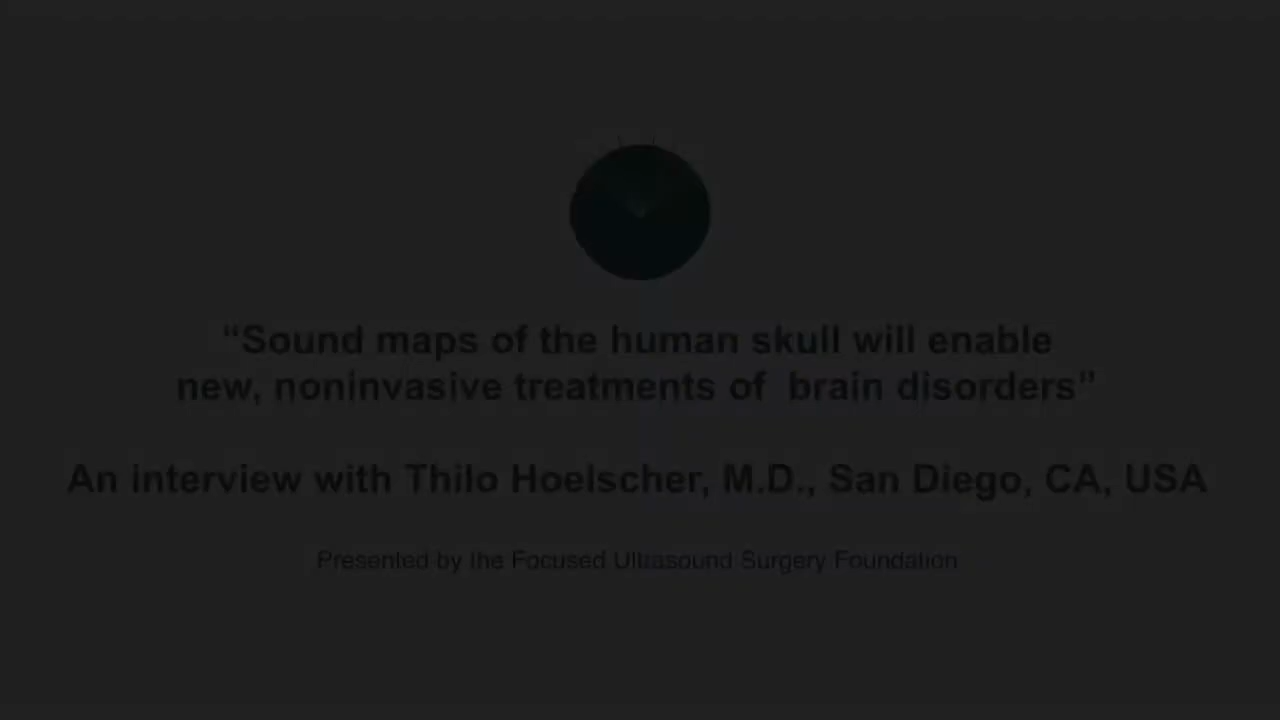 “Sound maps of the human skull will enable
new, noninvasive treatments of brain disorders”
An interview with Thilo Hoelscher, M.D., San Diego, CA, USA
Presented by the Focused Ultrasound Surgery Foundation